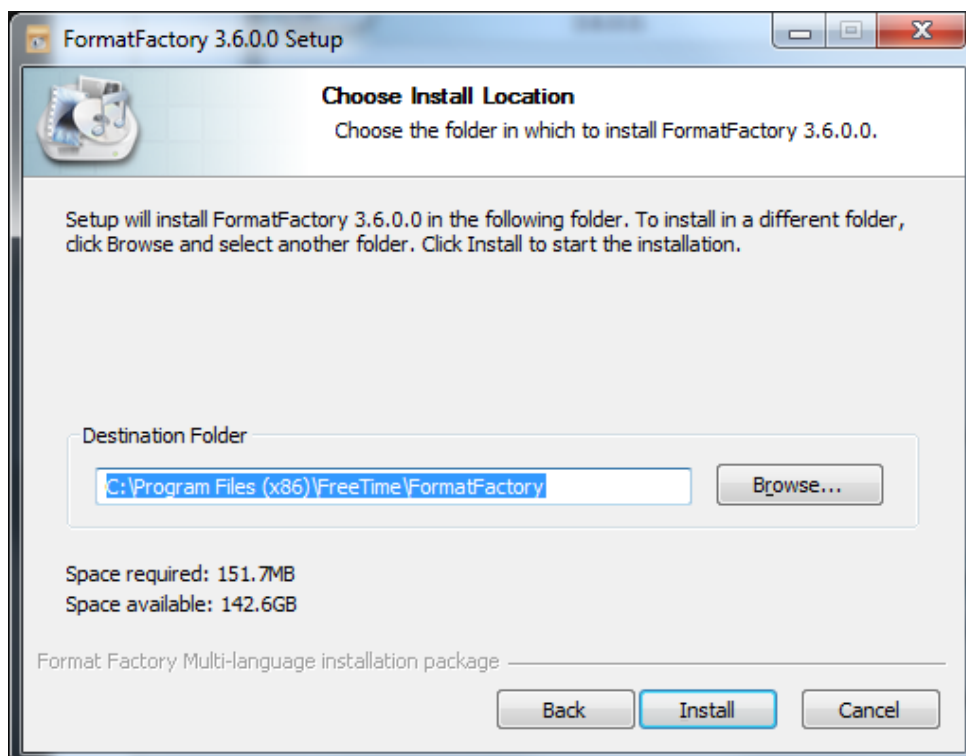 FormatFactory 3.6.0.0 Setup
Choose Install Location
Choose the folder in which to install FormatFactory 3.6.0.0.
Setup will install FormatFactory 3.6.0.0 in the following folder. To install in a different folder,
click Browse and select another folder. Click Install to start the installation.
Destination Folder
C:\Program Files (x86)\FreeTime\FormatFactory
Browse...
Space required: 151.7MB
Space available: 142.6GB
Format Factory Multi-language installation package
Back Install Cancel